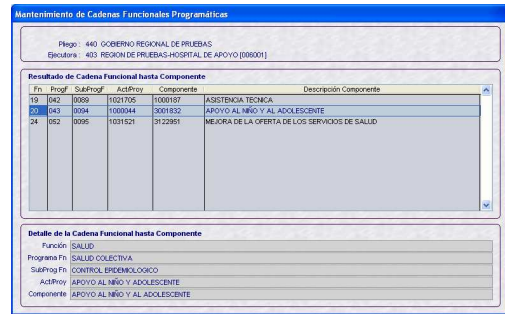 Mantenimiento de Cadenas Funcionales Programáticas
Pliego : 440 GOBIERNO REGIONAL DE PRUEBAS
Ejecutora : 403 REGION DE PRUEBAS-HOSPITAL DE APOYO [006001]
Resultado de Cadena Funcional hasta Componente
Fn ProgF SubProgF Act/Proy Componente Descripción Componente
19 042 0089 1021705 1000187 ASISTENCIA TECNICA
20 043 0094 1000044 3001832 APOYO AL NIÑO Y AL ADOLESCENTE
24 052 0095 1031521 3122951 MEJORA DE LA OFERTA DE LOS SERVICIOS DE SALUD
Detalle de la Cadena Funcional hasta Componente
Función SALUD
Programa Fn SALUD COLECTIVA
SubProg Fn CONTROL EPIDEMIOLOGICO
Act/Proy APOYO AL NIÑO Y ADOLESCENTE
Componente APOYO AL NIÑO Y AL ADOLESCENTE